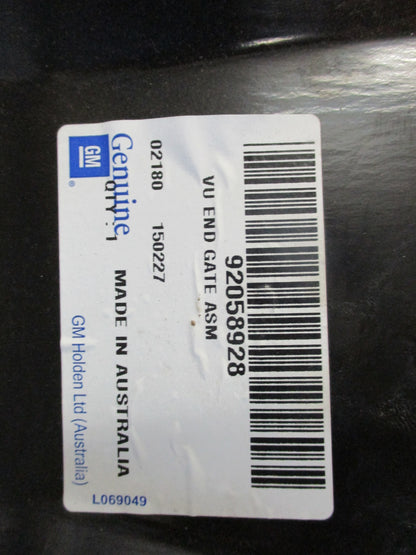 92058928
VU END GATE ASM
02180 150227
GM
®
Genuine
QTY:1 MADE IN AUSTRALIA
GM Holden Ltd (Australia)
L069049